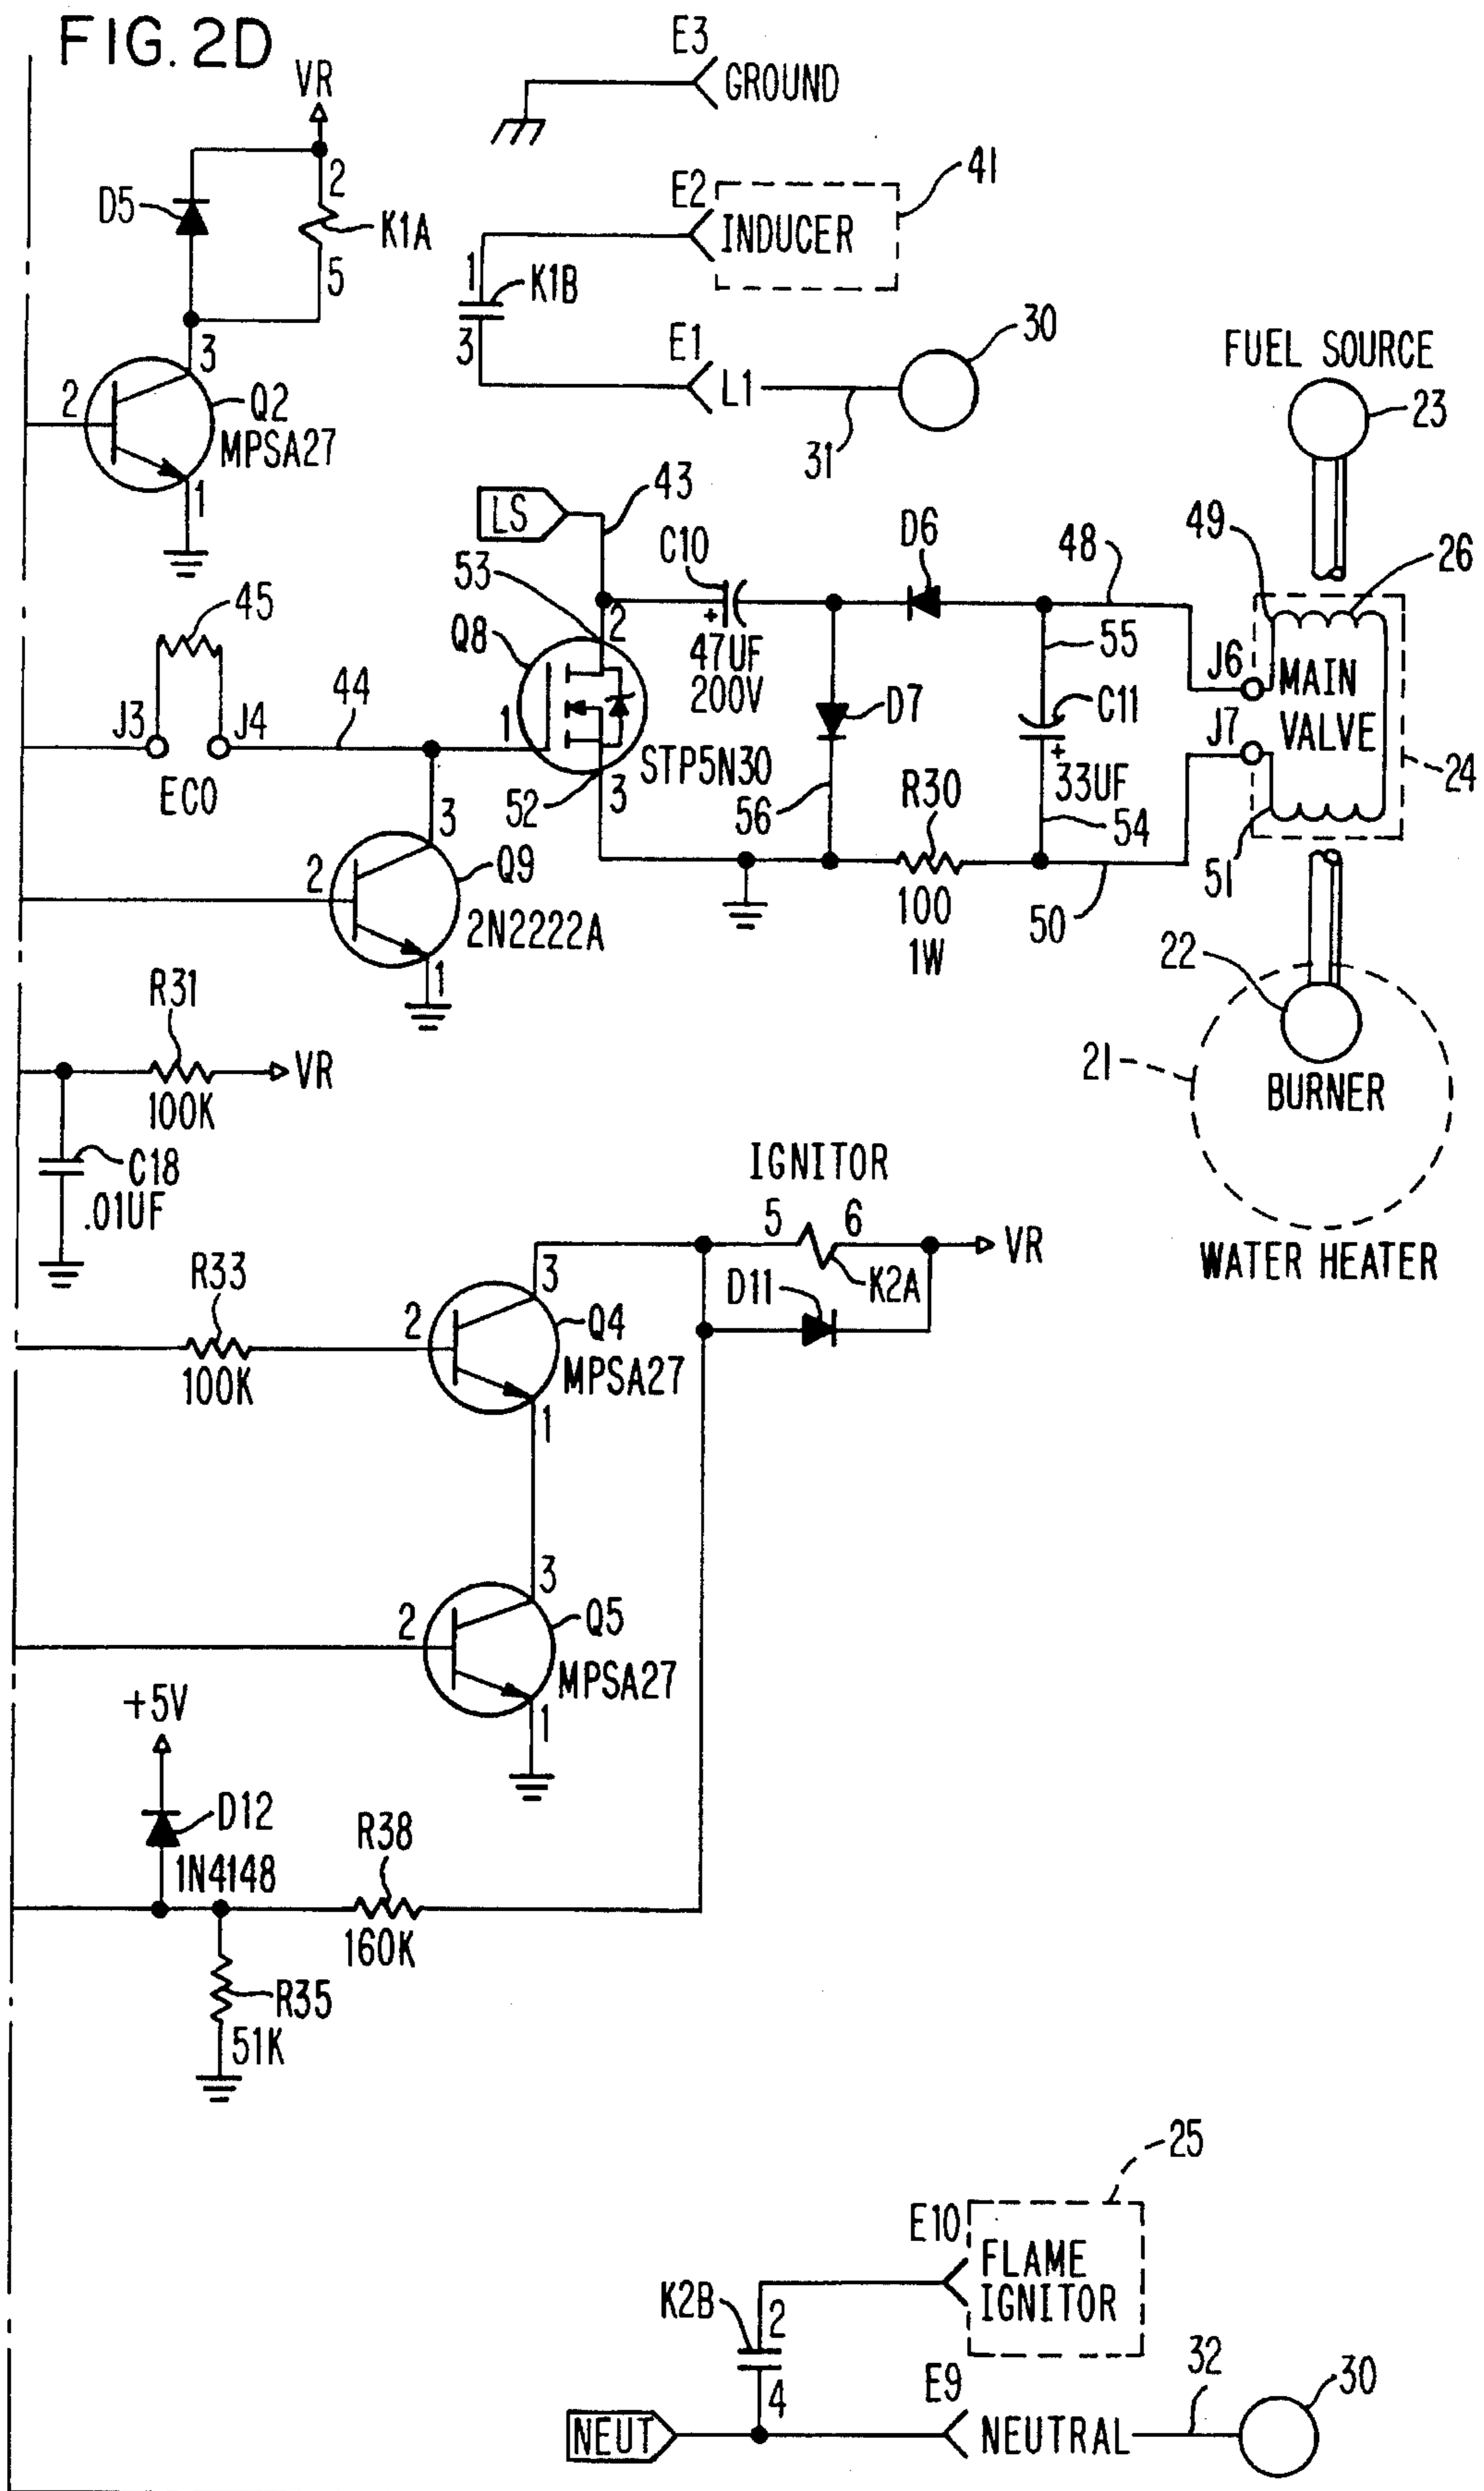 FIG. 2D
VR
E3
GROUND
2
D5
K1A
5
E2
INDUCER
41
1
K1B
3
E1
L1
31
30
3
2
Q2
MPSA27
1
FUEL SOURCE
23
LS
43
53
C10
+
47UF
200V
D6
48
49
26
45
Q8
2
55
J6
MAIN
VALVE
J3
J4
44
1
D7
C11
J7
ECO
STP5N30
+
33UF
24
52
3
56
R30
54
3
Q9
2
2N2222A
100
1W
50
51
1
22
R31
VR
100K
21
BURNER
C18
.01UF
IGNITOR
5
6
VR
WATER HEATER
R33
3
D11
K2A
2
Q4
100K
MPSA27
1
3
2
Q5
MPSA27
+5V
1
D12
R38
1N4148
160K
R35
51K
25
E10
FLAME
IGNITOR
K2B
2
4
E9
32
30
NEUT
NEUTRAL